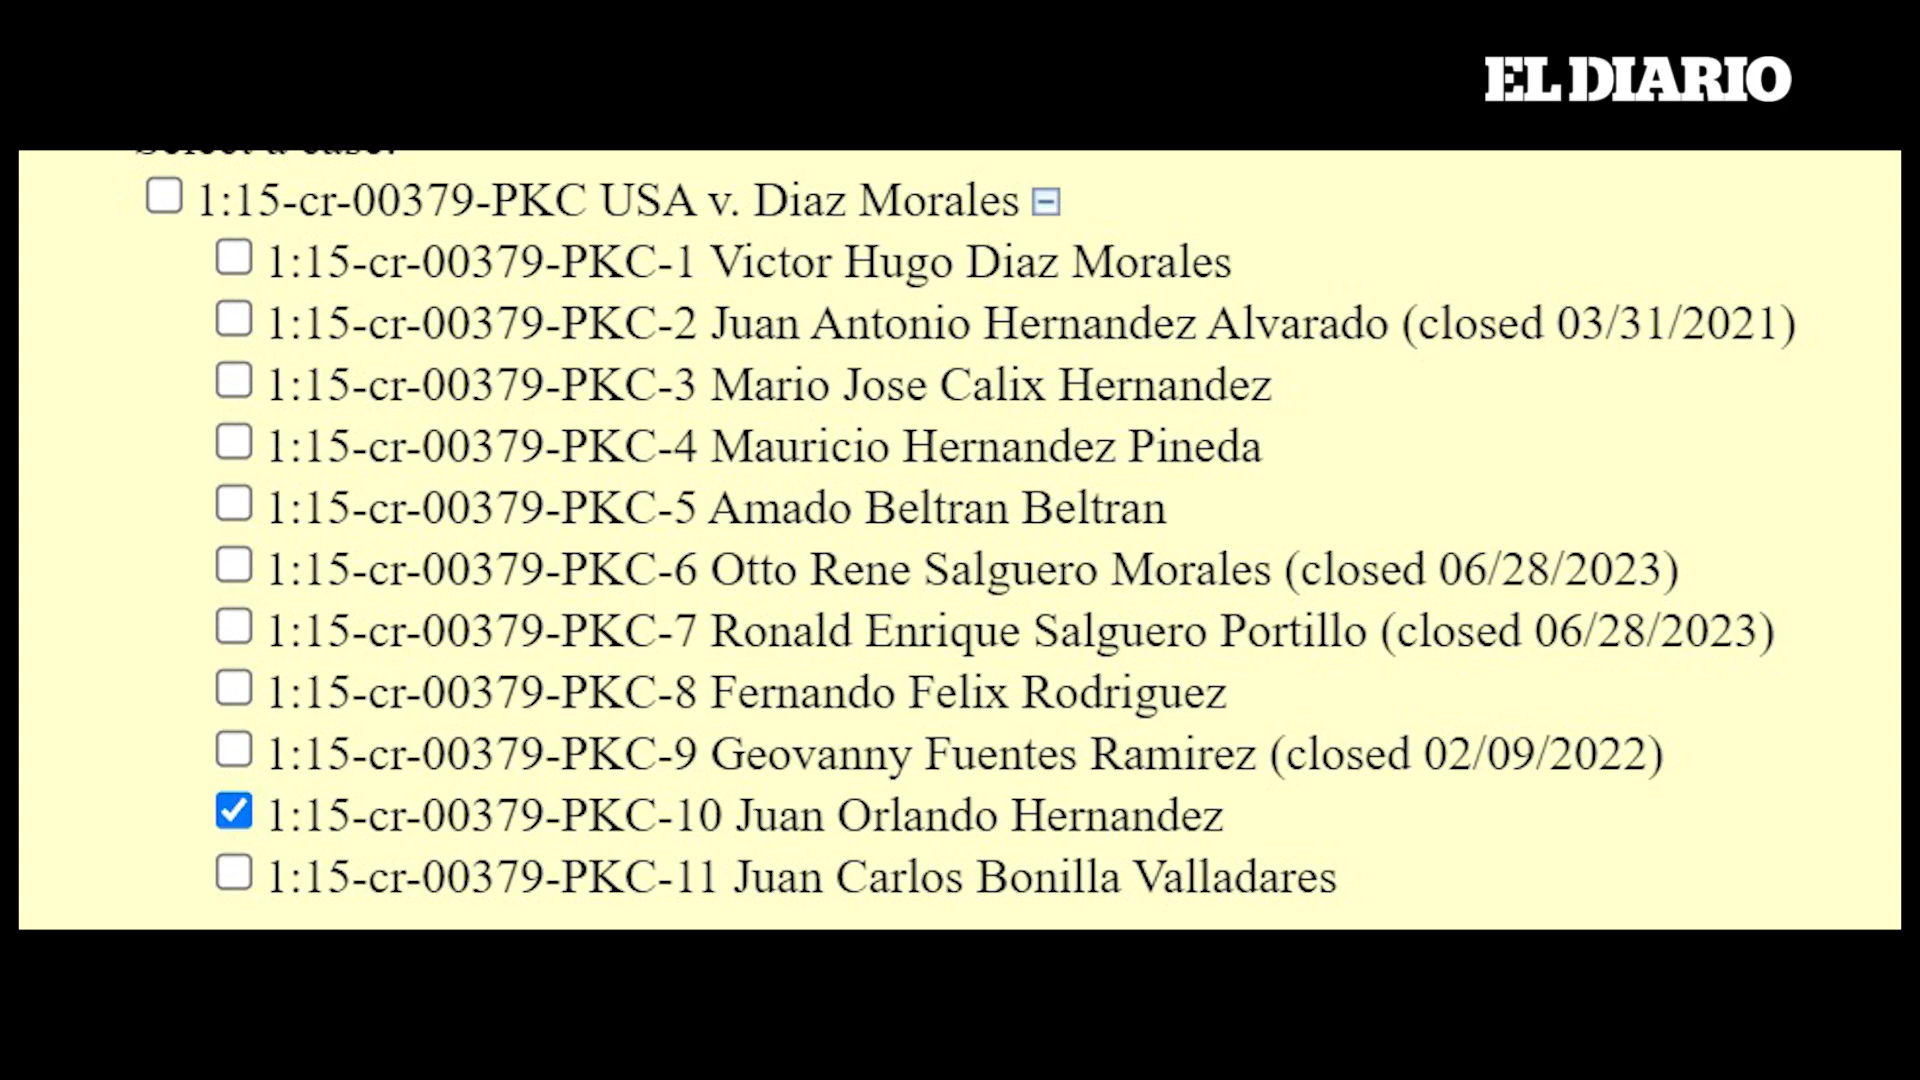 EL DIARIO
Select a case:
1:15-cr-00379-PKC USA v. Diaz Morales
1:15-cr-00379-PKC-1 Victor Hugo Diaz Morales
1:15-cr-00379-PKC-2 Juan Antonio Hernandez Alvarado (closed 03/31/2021)
1:15-cr-00379-PKC-3 Mario Jose Calix Hernandez
1:15-cr-00379-PKC-4 Mauricio Hernandez Pineda
1:15-cr-00379-PKC-5 Amado Beltran Beltran
1:15-cr-00379-PKC-6 Otto Rene Salguero Morales (closed 06/28/2023)
1:15-cr-00379-PKC-7 Ronald Enrique Salguero Portillo (closed 06/28/2023)
1:15-cr-00379-PKC-8 Fernando Felix Rodriguez
1:15-cr-00379-PKC-9 Geovanny Fuentes Ramirez (closed 02/09/2022)
1:15-cr-00379-PKC-10 Juan Orlando Hernandez
1:15-cr-00379-PKC-11 Juan Carlos Bonilla Valladares